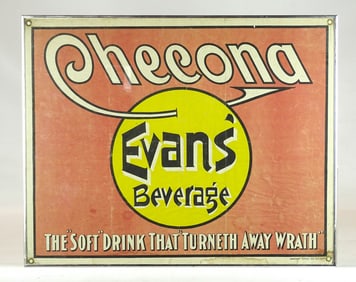 Checona
Evans'
Beverage
THE "SOFT" DRINK THAT "TURNETH AWAY WRATH"